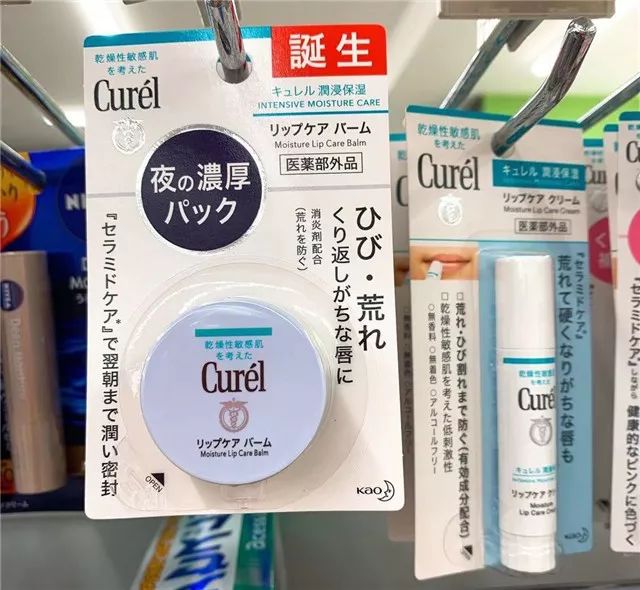 乾燥性敏感肌
を考えた
Curél
誕生
キュレル 潤浸保湿
INTENSIVE MOISTURE CARE
リップケア バーム
Moisture Lip Care Balm
医薬部外品
夜の濃厚
パック
ひび・荒れ
くり返しがちな唇に
消炎剤配合
(荒れを防ぐ)
『セラミドケア』*で翌朝まで潤い密封
乾燥性敏感肌
を考えた
Curél
リップケア バーム
Moisture Lip Care Balm
OPEN
Kao
乾燥性敏感肌
を考えた
Curél
キュレル 潤浸保湿
リップケア クリーム
Moisture Lip Care Cream
医薬部外品
『セラミドケア』
荒れて硬くなりがちな唇も
□荒れ・ひび割れまで防ぐ(有効成分配合)
□乾燥性敏感肌を考えた低刺激性
○無香料 ○無着色 ○アルコールフリー
乾燥性敏感肌
を考えた
Curé
キュレル 潤浸
リップケア ク
Moisture
Lip Care Cre
『セラミドケア』
健康的なピンクに色づく
NIVEA